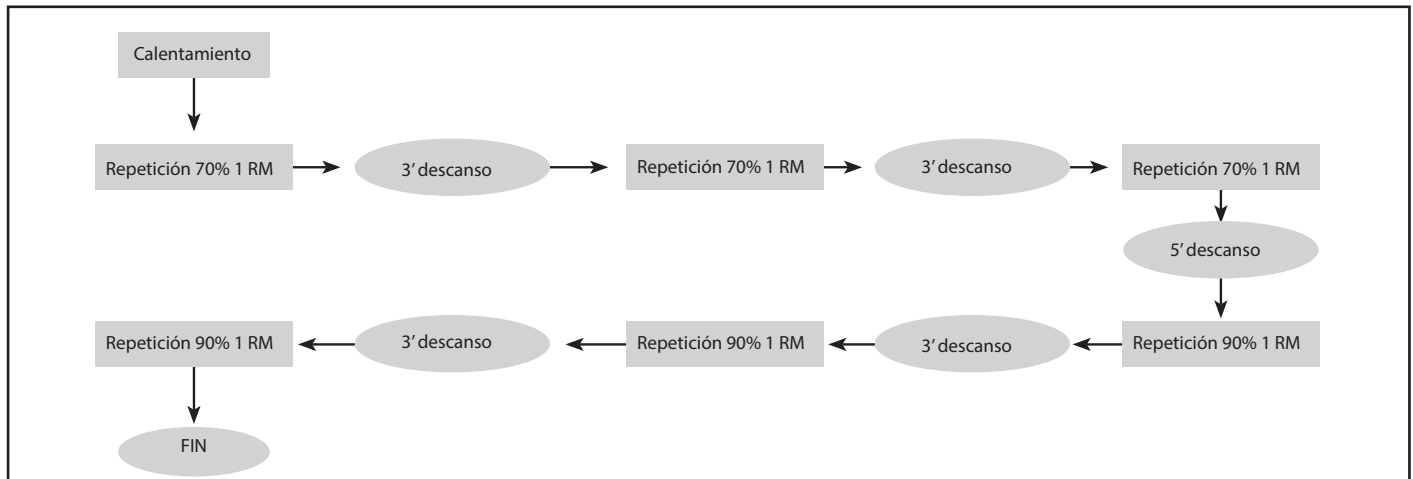 Calentamiento
Repetición 70% 1 RM
3’ descanso
Repetición 70% 1 RM
3’ descanso
Repetición 70% 1 RM
5’ descanso
Repetición 90% 1 RM
3’ descanso
Repetición 90% 1 RM
3’ descanso
Repetición 90% 1 RM
FIN